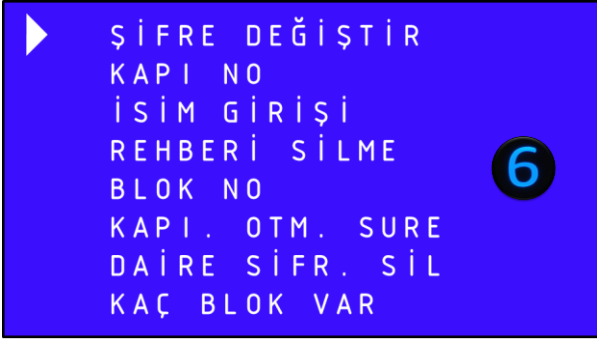 ŞİFRE DEĞİŞTİR
KAPI NO
İSİM GİRİŞİ
REHBERİ SİLME
6
BLOK NO
KAPI. OTM. SURE
DAİRE SİFR. SİL
KAÇ BLOK VAR